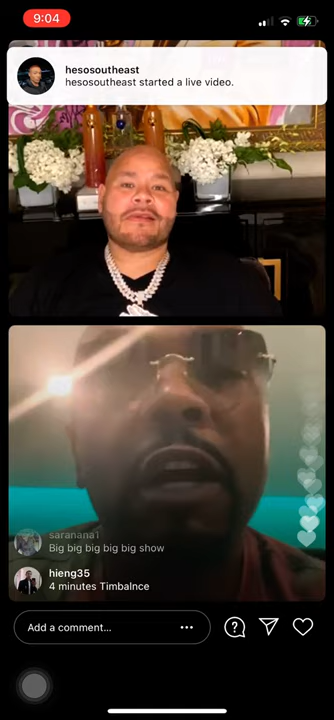 9:04
hesosoutheast
hesosoutheast started a live video.
saranana1
Big big big big big show
hieng35
4 minutes Timbalnce
Add a comment...